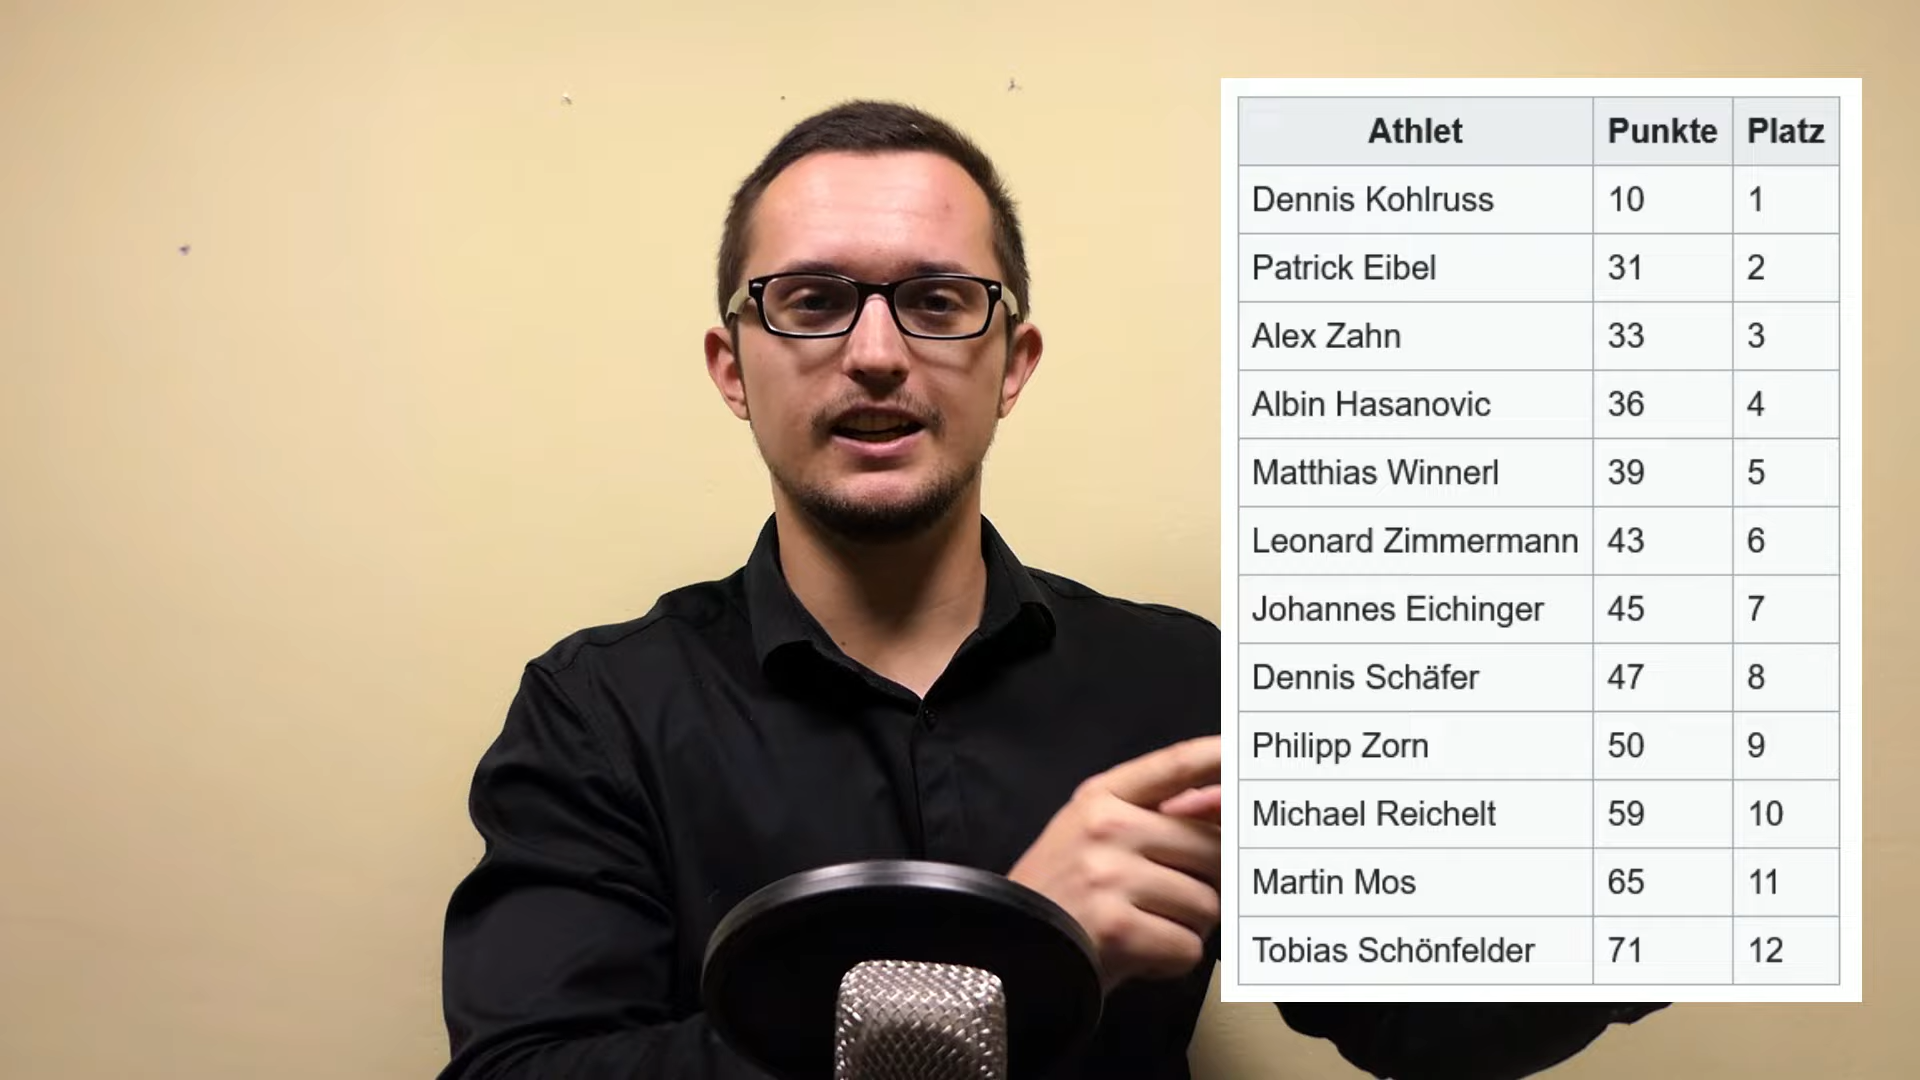 Athlet Punkte Platz
Dennis Kohlruss 10 1
Patrick Eibel 31 2
Alex Zahn 33 3
Albin Hasanovic 36 4
Matthias Winnerl 39 5
Leonard Zimmermann 43 6
Johannes Eichinger 45 7
Dennis Schäfer 47 8
Philipp Zorn 50 9
Michael Reichelt 59 10
Martin Mos 65 11
Tobias Schönfelder 71 12